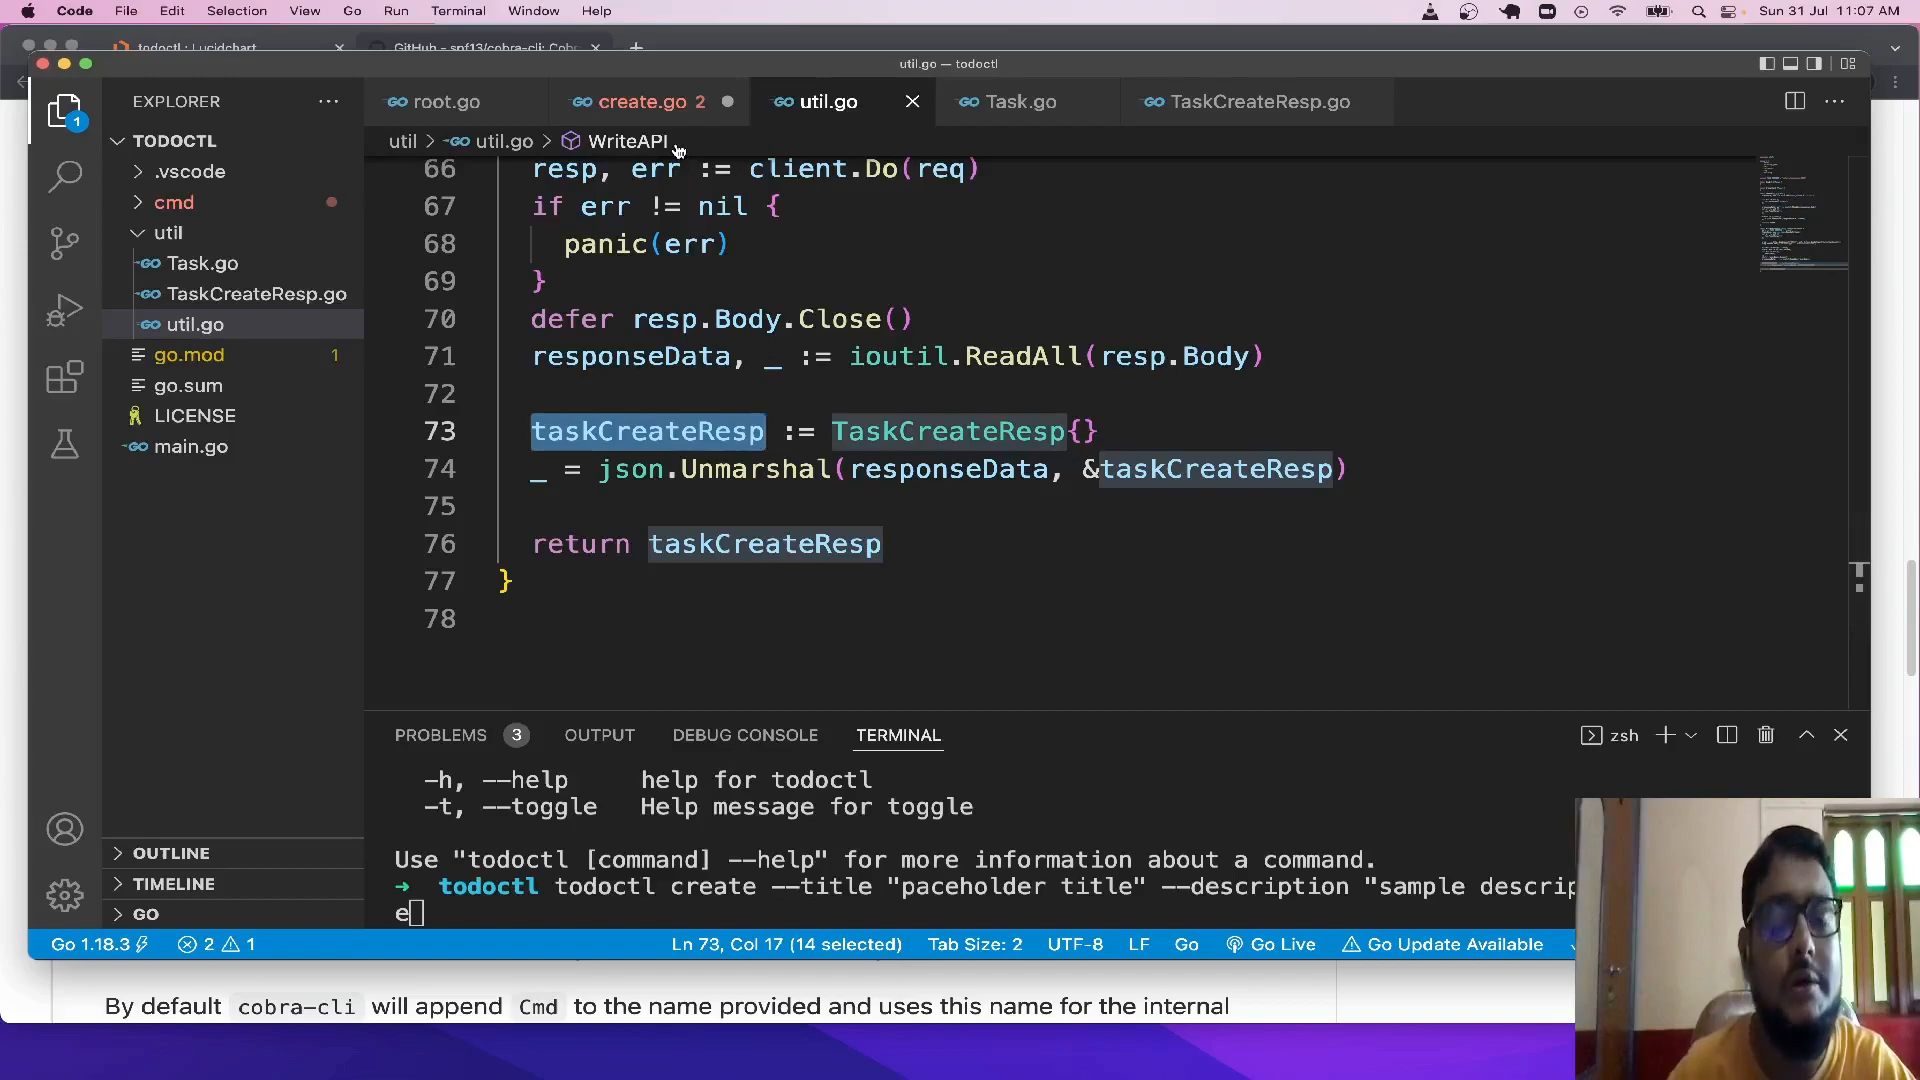 Code File Edit Selection View Go Run Terminal Window Help Sun 31 Jul 11:07 AM
todoctl : Lucidchart GitHub - spf13/cobra-cli: Cobr
util.go — todoctl
EXPLORER
root.go create.go 2 util.go Task.go TaskCreateResp.go
util > util.go > WriteAPI
TODOCTL
.vscode
cmd
util
Task.go
TaskCreateResp.go
util.go
go.mod 1
go.sum
LICENSE
main.go
OUTLINE
TIMELINE
GO
1
66 resp, err := client.Do(req)
67 if err != nil {
68 panic(err)
69 }
70 defer resp.Body.Close()
71 responseData, _ := ioutil.ReadAll(resp.Body)
72
73 taskCreateResp := TaskCreateResp{}
74 _ = json.Unmarshal(responseData, &taskCreateResp)
75
76 return taskCreateResp
77 }
78
PROBLEMS 3 OUTPUT DEBUG CONSOLE TERMINAL zsh
-h, --help help for todoctl
-t, --toggle Help message for toggle
Use "todoctl [command] --help" for more information about a command.
→ todoctl todoctl create --title "paceholder title" --description "sample descrip
e
Go 1.18.3 2 1 Ln 73, Col 17 (14 selected) Tab Size: 2 UTF-8 LF Go Go Live Go Update Available
By default cobra-cli will append Cmd to the name provided and uses this name for the internal